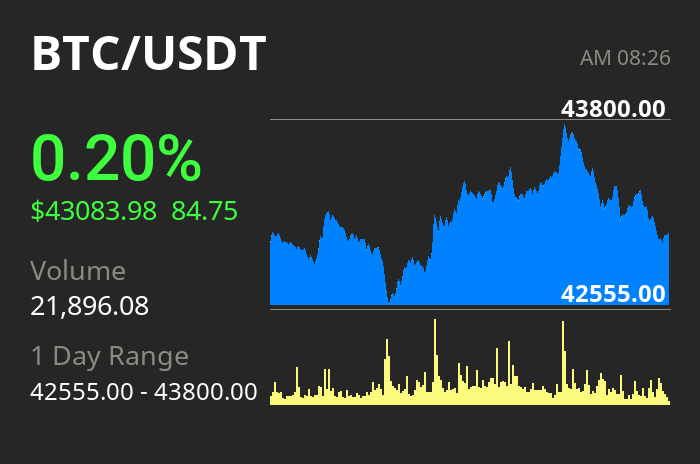 BTC/USDT
AM 08:26
43800.00
0.20%
$43083.98 84.75
Volume
21,896.08
42555.00
1 Day Range
42555.00 - 43800.00